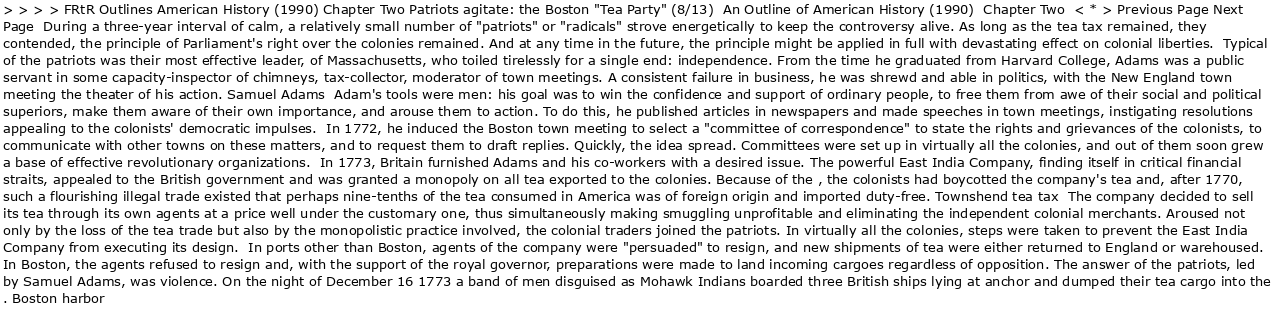 > > > > FRtR Outlines American History (1990) Chapter Two Patriots agitate: the Boston "Tea Party" (8/13)  An Outline of American History (1990)  Chapter Two  < * > Previous Page Next
Page  During a three-year interval of calm, a relatively small number of "patriots" or "radicals" strove energetically to keep the controversy alive. As long as the tea tax remained, they
contended, the principle of Parliament's right over the colonies remained. And at any time in the future, the principle might be applied in full with devastating effect on colonial liberties.  Typical
of the patriots was their most effective leader, of Massachusetts, who toiled tirelessly for a single end: independence. From the time he graduated from Harvard College, Adams was a public
servant in some capacity-inspector of chimneys, tax-collector, moderator of town meetings. A consistent failure in business, he was shrewd and able in politics, with the New England town
meeting the theater of his action. Samuel Adams  Adam's tools were men: his goal was to win the confidence and support of ordinary people, to free them from awe of their social and political
superiors, make them aware of their own importance, and arouse them to action. To do this, he published articles in newspapers and made speeches in town meetings, instigating resolutions
appealing to the colonists' democratic impulses.  In 1772, he induced the Boston town meeting to select a "committee of correspondence" to state the rights and grievances of the colonists, to
communicate with other towns on these matters, and to request them to draft replies. Quickly, the idea spread. Committees were set up in virtually all the colonies, and out of them soon grew
a base of effective revolutionary organizations.  In 1773, Britain furnished Adams and his co-workers with a desired issue. The powerful East India Company, finding itself in critical financial
straits, appealed to the British government and was granted a monopoly on all tea exported to the colonies. Because of the , the colonists had boycotted the company's tea and, after 1770,
such a flourishing illegal trade existed that perhaps nine-tenths of the tea consumed in America was of foreign origin and imported duty-free. Townshend tea tax  The company decided to sell
its tea through its own agents at a price well under the customary one, thus simultaneously making smuggling unprofitable and eliminating the independent colonial merchants. Aroused not
only by the loss of the tea trade but also by the monopolistic practice involved, the colonial traders joined the patriots. In virtually all the colonies, steps were taken to prevent the East India
Company from executing its design.  In ports other than Boston, agents of the company were "persuaded" to resign, and new shipments of tea were either returned to England or warehoused.
In Boston, the agents refused to resign and, with the support of the royal governor, preparations were made to land incoming cargoes regardless of opposition. The answer of the patriots, led
by Samuel Adams, was violence. On the night of December 16 1773 a band of men disguised as Mohawk Indians boarded three British ships lying at anchor and dumped their tea cargo into the
. Boston harbor